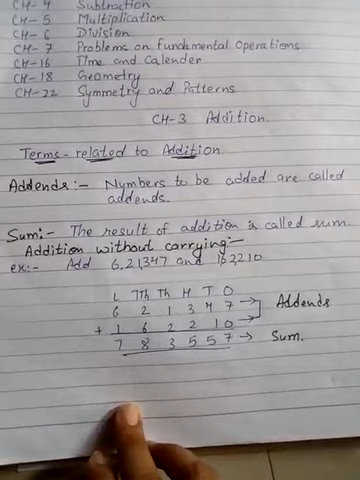 CH-4 Subtraction
CH-5 Multiplication
CH-6 Division
CH-7 Problems on Fundamental Operations
CH-16 Time and Calender
CH-18 Geometry
CH-22 Symmetry and Patterns
CH-3 Addition.
Terms-related to Addition.
Addends:- Numbers to be added are called
addends.
Sum:- The result of addition is called sum.
Addition without carrying:-
ex:- Add 6,21347 and 162210
L TTh Th H T O
6 2 1 3 4 7 → Addends
+ 1 6 2 2 1 0 →
7 8 3 5 5 7 → Sum.